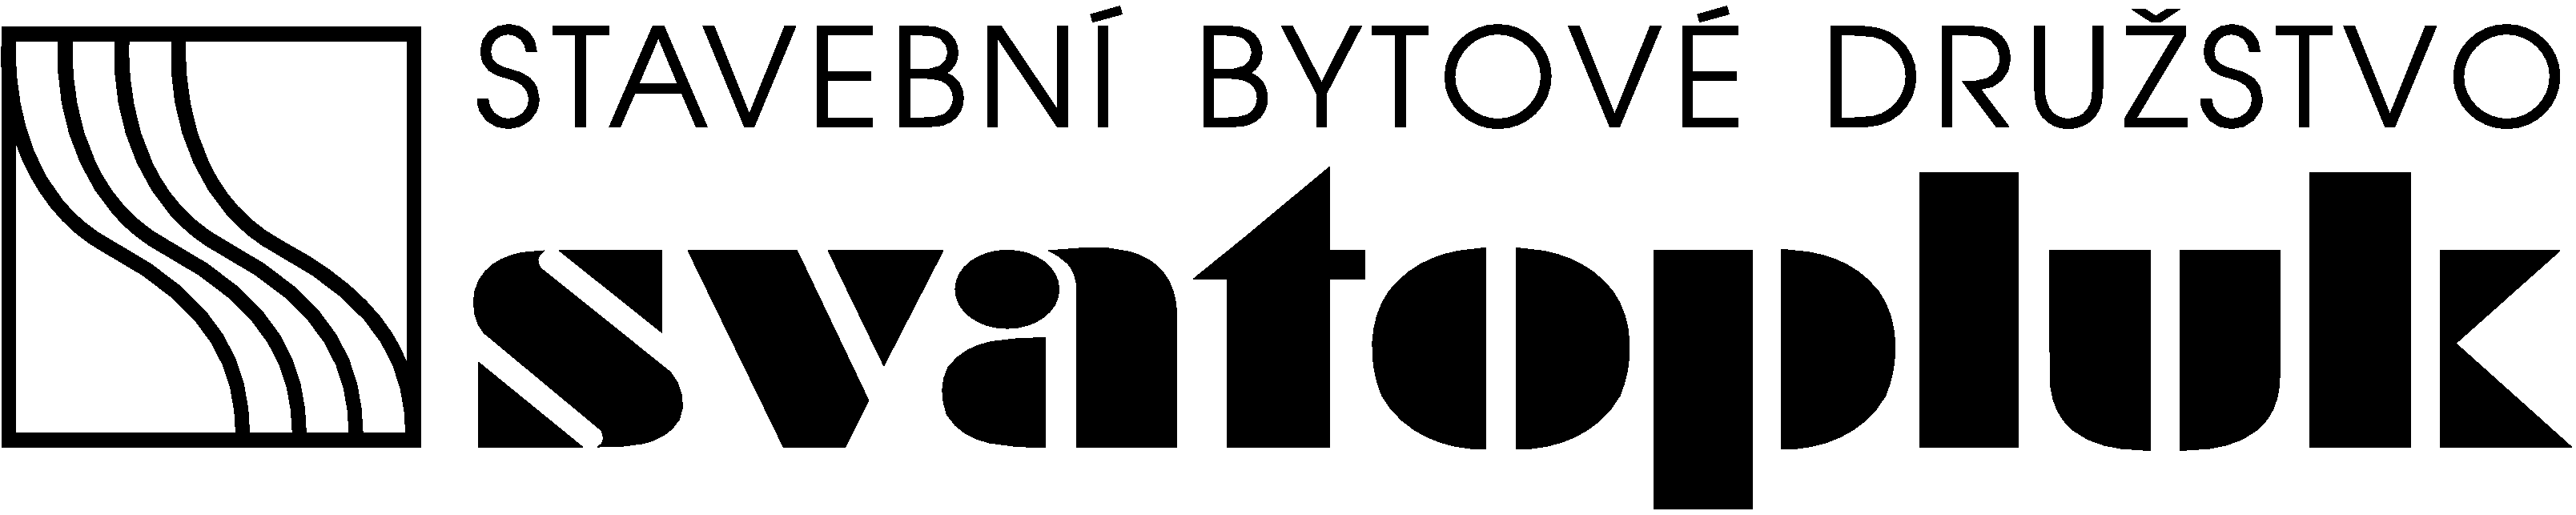 STAVEBNÍ BYTOVÉ DRUŽSTVO
svatopluk